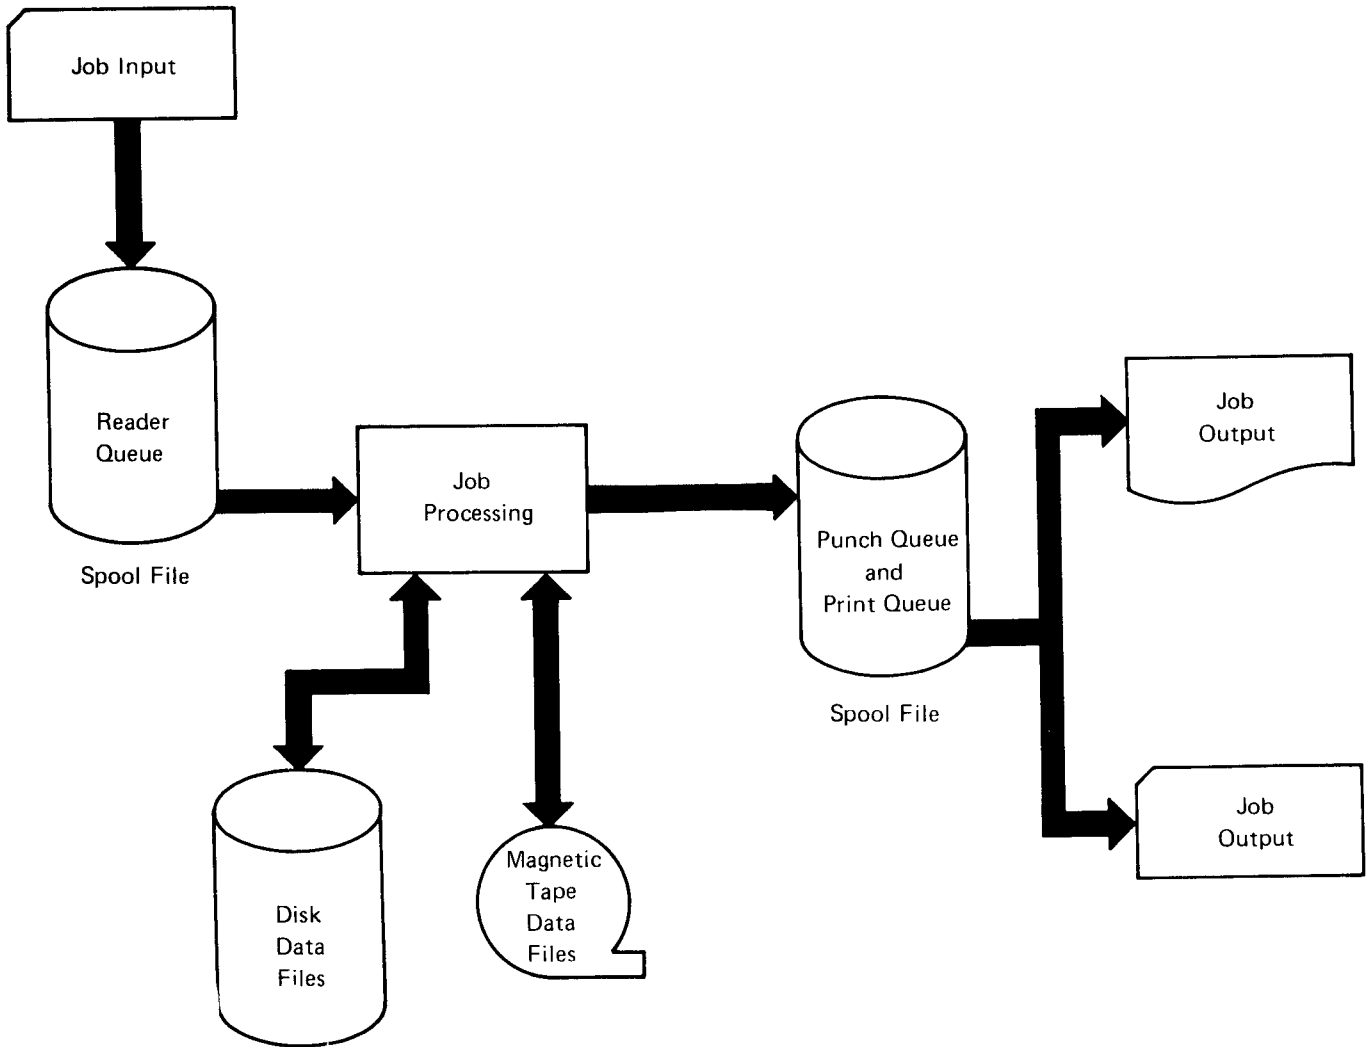 Job Input
Reader
Queue
Spool File
Job
Processing
Disk
Data
Files
Magnetic
Tape
Data
Files
Punch Queue
and
Print Queue
Spool File
Job
Output
Job
Output